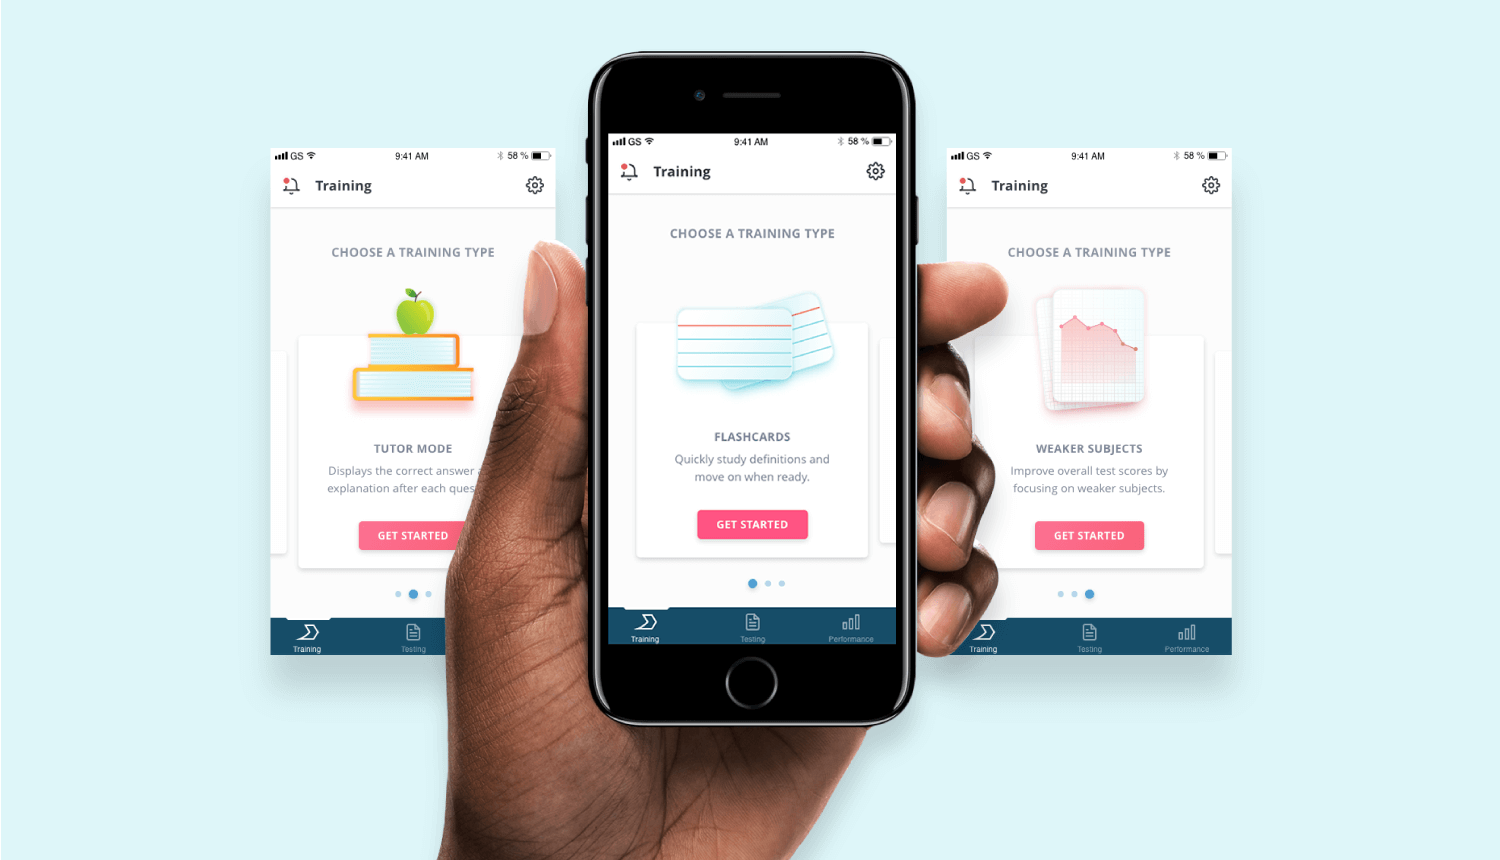 GS 9:41 AM 58 %
Training
CHOOSE A TRAINING TYPE
TUTOR MODE
Displays the correct answer
explanation after each
GET STARTED
Training Testing
GS 9:41 AM 58 %
Training
CHOOSE A TRAINING TYPE
FLASHCARDS
Quickly study definitions and
move on when ready.
GET STARTED
Training Testing Performance
GS 9:41 AM 58 %
Training
CHOOSE A TRAINING TYPE
WEAKER SUBJECTS
Improve overall test scores by
focusing on weaker subjects.
GET STARTED
Training Testing Performance